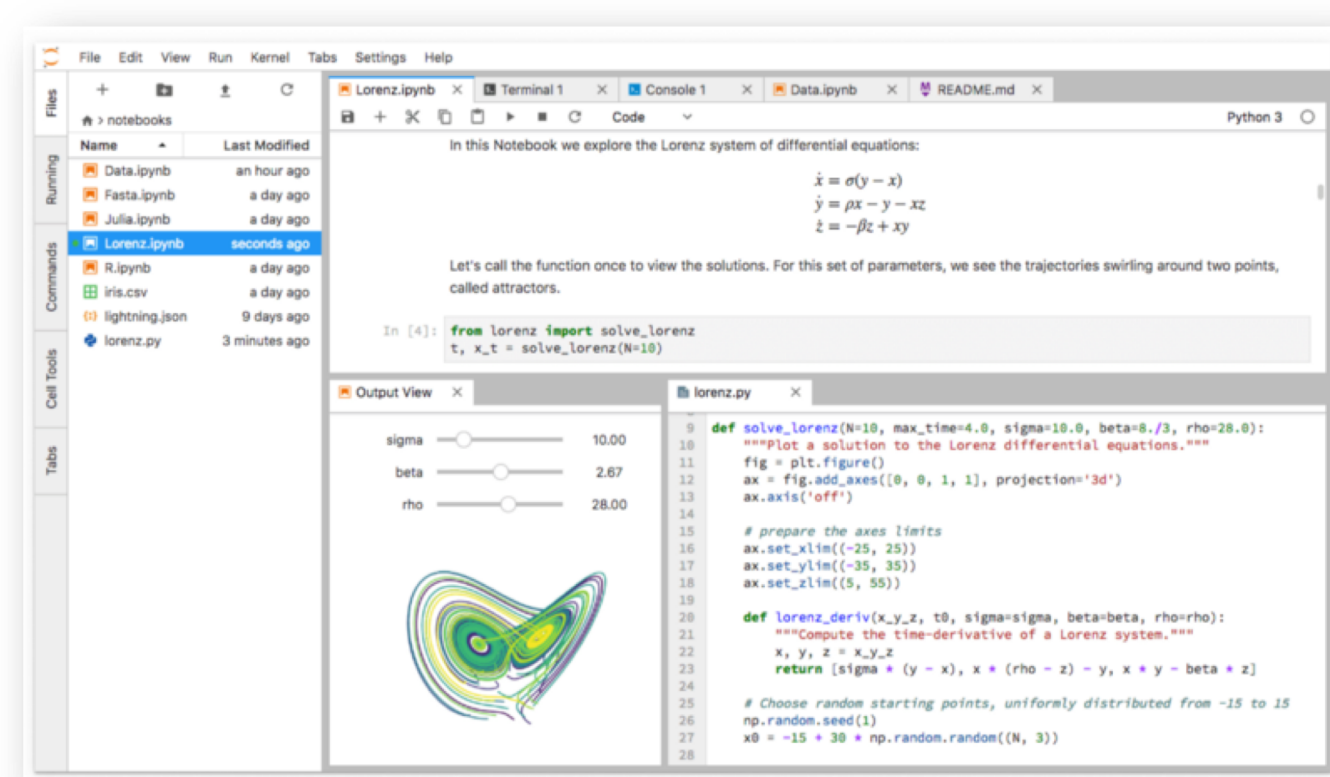 File Edit View Run Kernel Tabs Settings Help
Files
Running
Commands
Cell Tools
Tabs
> notebooks
Name Last Modified
Data.ipynb an hour ago
Fasta.ipynb a day ago
Julia.ipynb a day ago
Lorenz.ipynb seconds ago
R.ipynb a day ago
iris.csv a day ago
lightning.json 9 days ago
lorenz.py 3 minutes ago
Lorenz.ipynb Terminal 1 Console 1 Data.ipynb README.md
Code Python 3
In this Notebook we explore the Lorenz system of differential equations:
ẋ = σ(y − x)
ẏ = ρx − y − xz
ż = −βz + xy
Let's call the function once to view the solutions. For this set of parameters, we see the trajectories swirling around two points,
called attractors.
In [4]: from lorenz import solve_lorenz
t, x_t = solve_lorenz(N=10)
Output View
sigma 10.00
beta 2.67
rho 28.00
lorenz.py
9 def solve_lorenz(N=10, max_time=4.0, sigma=10.0, beta=8./3, rho=28.0):
10 """Plot a solution to the Lorenz differential equations."""
11 fig = plt.figure()
12 ax = fig.add_axes([0, 0, 1, 1], projection='3d')
13 ax.axis('off')
14
15 # prepare the axes limits
16 ax.set_xlim((-25, 25))
17 ax.set_ylim((-35, 35))
18 ax.set_zlim((5, 55))
19
20 def lorenz_deriv(x_y_z, t0, sigma=sigma, beta=beta, rho=rho):
21 """Compute the time-derivative of a Lorenz system."""
22 x, y, z = x_y_z
23 return [sigma * (y - x), x * (rho - z) - y, x * y - beta * z]
24
25 # Choose random starting points, uniformly distributed from -15 to 15
26 np.random.seed(1)
27 x0 = -15 + 30 * np.random.random((N, 3))
28